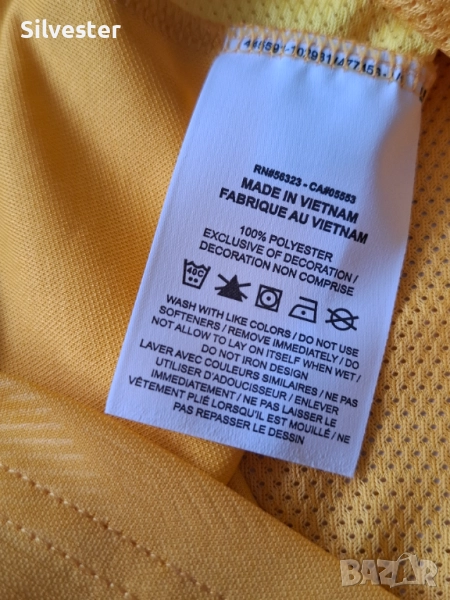 Silvester
RN#56323 - CA#05553
MADE IN VIETNAM
FABRIQUE AU VIETNAM
100% POLYESTER
EXCLUSIVE OF DECORATION /
DECORATION NON COMPRISE
40C
WASH WITH LIKE COLORS / DO NOT USE
SOFTENERS / REMOVE IMMEDIATELY / DO
NOT ALLOW TO LAY ON ITSELF WHEN WET /
DO NOT IRON DESIGN
LAVER AVEC COULEURS SIMILAIRES / NE PAS
UTILISER D'ADOUCISSEUR / ENLEVER
IMMÉDIATEMENT / NE PAS LAISSER LE
VÊTEMENT PLIÉ LORSQU'IL EST MOUILLÉ / NE
PAS REPASSER LE DESSIN
BAZAR